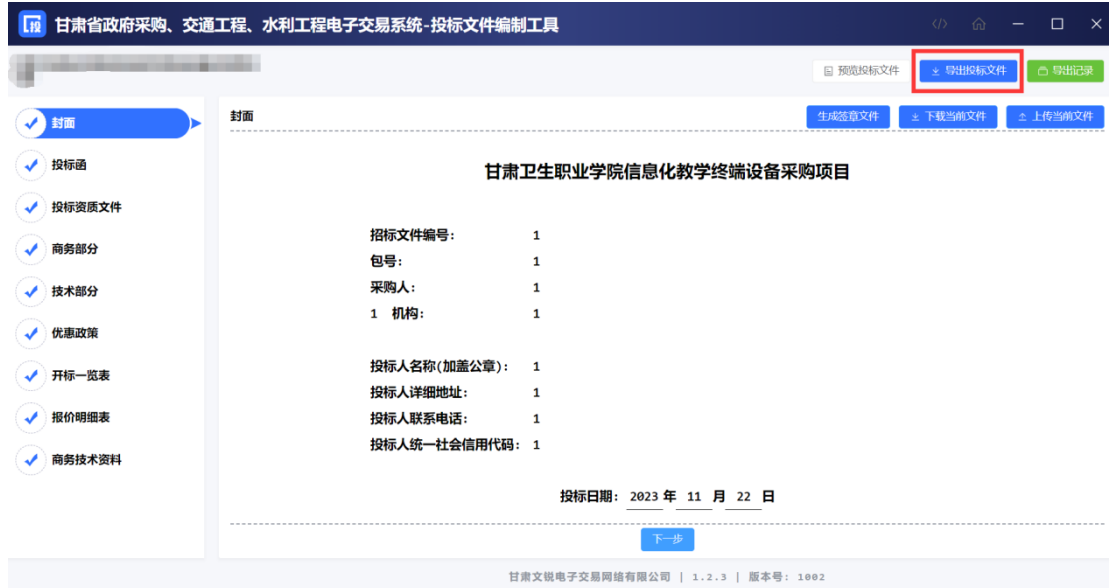 投 甘肃省政府采购、交通工程、水利工程电子交易系统-投标文件编制工具
预览投标文件 导出投标文件 导出记录
封面
投标函
投标资质文件
商务部分
技术部分
优惠政策
开标一览表
报价明细表
商务技术资料
封面 生成签章文件 下载当前文件 上传当前文件
甘肃卫生职业学院信息化教学终端设备采购项目
招标文件编号: 1
包号: 1
采购人: 1
1 机构: 1
投标人名称(加盖公章): 1
投标人详细地址: 1
投标人联系电话: 1
投标人统一社会信用代码: 1
投标日期: 2023 年 11 月 22 日
下一步
甘肃文锐电子交易网络有限公司 | 1.2.3 | 版本号: 1002